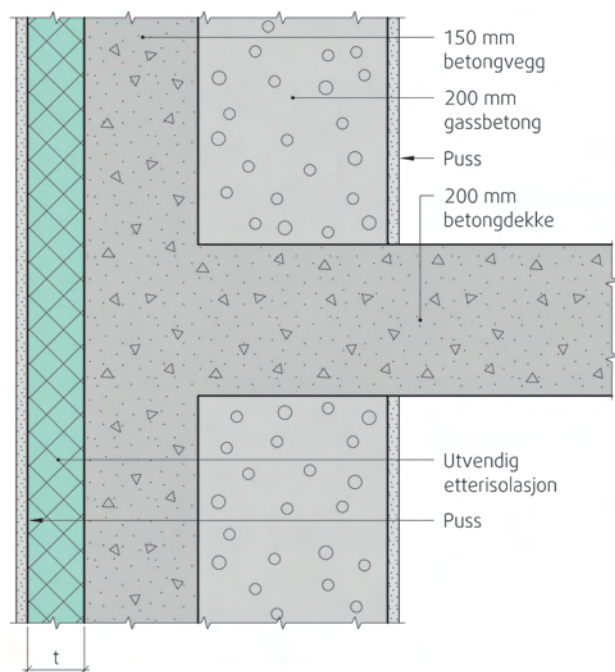 150 mm
betongvegg
200 mm
gassbetong
Puss
200 mm
betongdekke
Utvendig
etterisolasjon
Puss
t